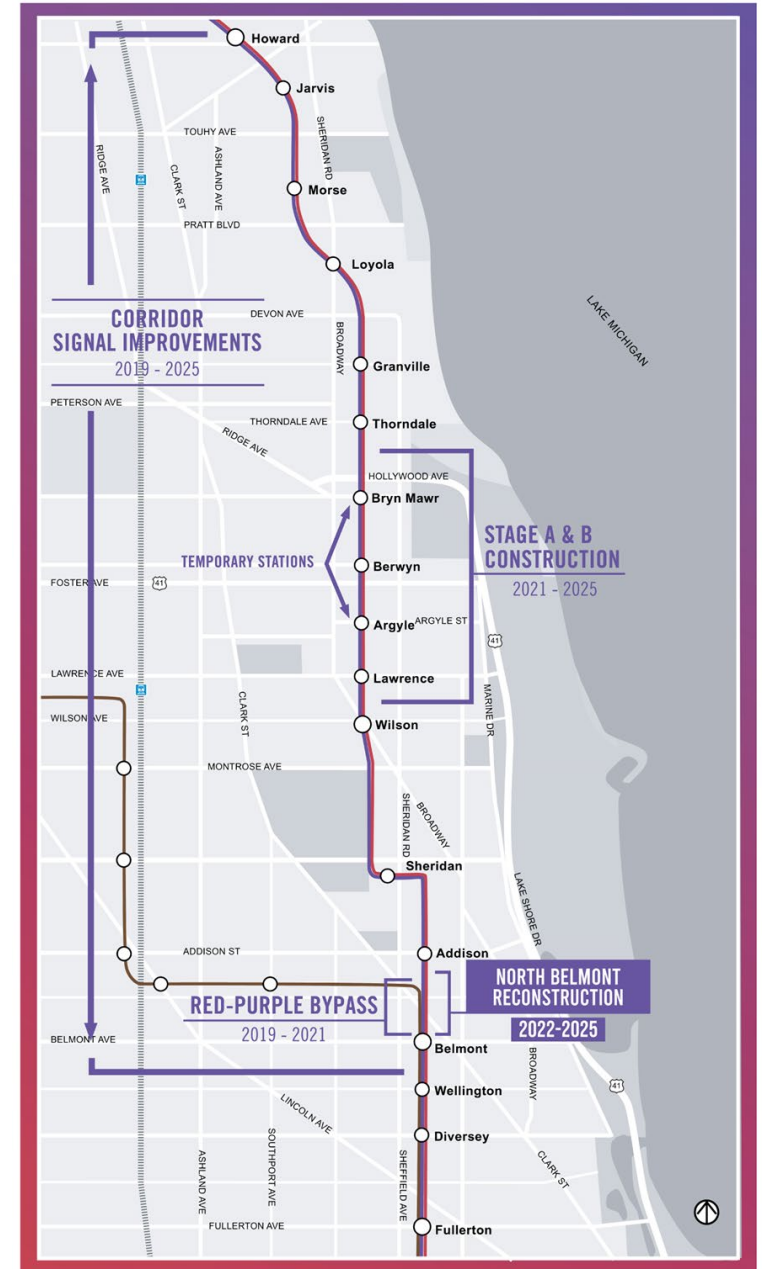 Howard
Jarvis
TOUHY AVE
SHERIDAN RD
RIDGE AVE
CLARK ST
ASHLAND AVE
Morse
PRATT BLVD
Loyola
LAKE MICHIGAN
CORRIDOR
SIGNAL IMPROVEMENTS
2019 - 2025
DEVON AVE
BROADWAY
Granville
PETERSON AVE
THORNDALE AVE
Thorndale
RIDGE AVE
HOLLYWOOD AVE
Bryn Mawr
STAGE A & B
CONSTRUCTION
2021 - 2025
TEMPORARY STATIONS
Berwyn
FOSTER AVE
41
Argyle
ARGYLE ST
41
LAWRENCE AVE
Lawrence
MARINE DR
WILSON AVE
CLARK ST
Wilson
MONTROSE AVE
SHERIDAN RD
BROADWAY
Sheridan
LAKE SHORE DR
ADDISON ST
Addison
NORTH BELMONT
RECONSTRUCTION
2022-2025
RED-PURPLE BYPASS
2019 - 2021
BELMONT AVE
Belmont
BROADWAY
41
Wellington
LINCOLN AVE
Diversey
ASHLAND AVE
SOUTHPORT AVE
SHEFFIELD AVE
CLARK ST
FULLERTON AVE
Fullerton